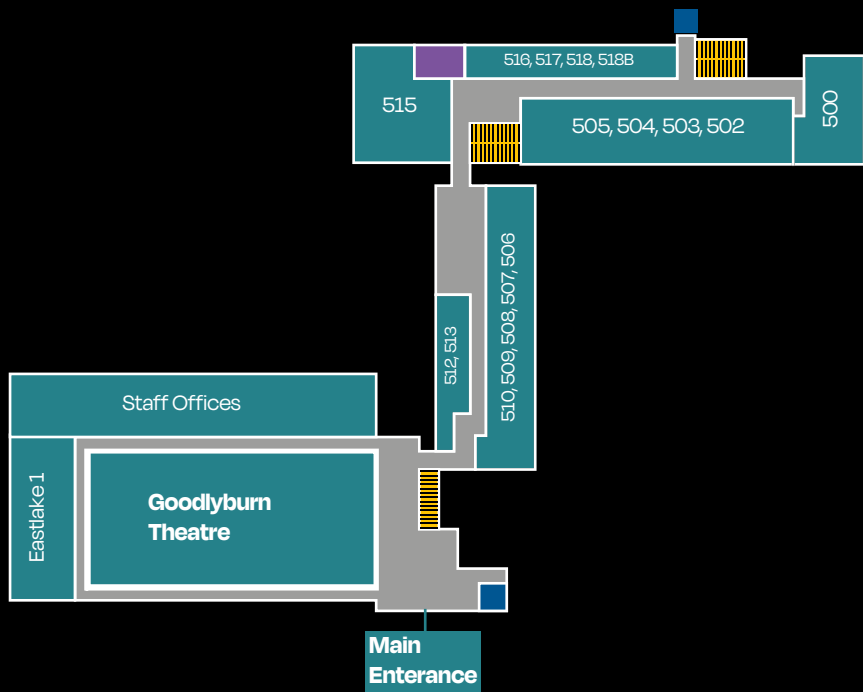 516, 517, 518, 518B
515
505, 504, 503, 502
500
510, 509, 508, 507, 506
512, 513
Staff Offices
Eastlake 1
Goodlyburn
Theatre
Main
Enterance